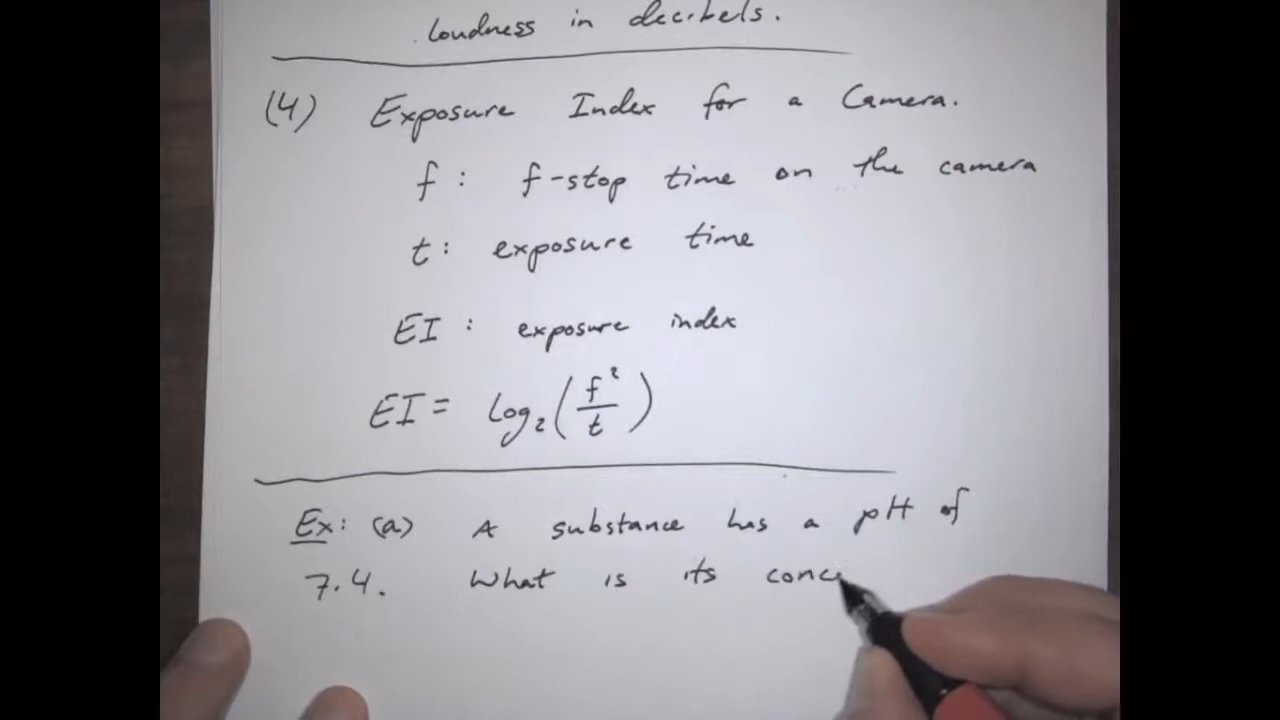 loudness in decibels.
(4) Exposure Index for a Camera.
f : f-stop time on the camera
t : exposure time
EI : exposure index
EI = log₂(f²/t)
Ex: (a) A substance has a pH of
7.4. What is its conc